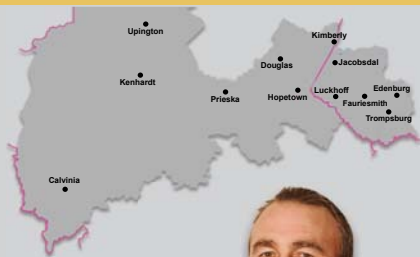 Upington
Kimberly
Douglas
Jacobsdal
Kenhardt
Prieska
Hopetown
Luckhoff
Edenburg
Fauriesmith
Trompsburg
Calvinia